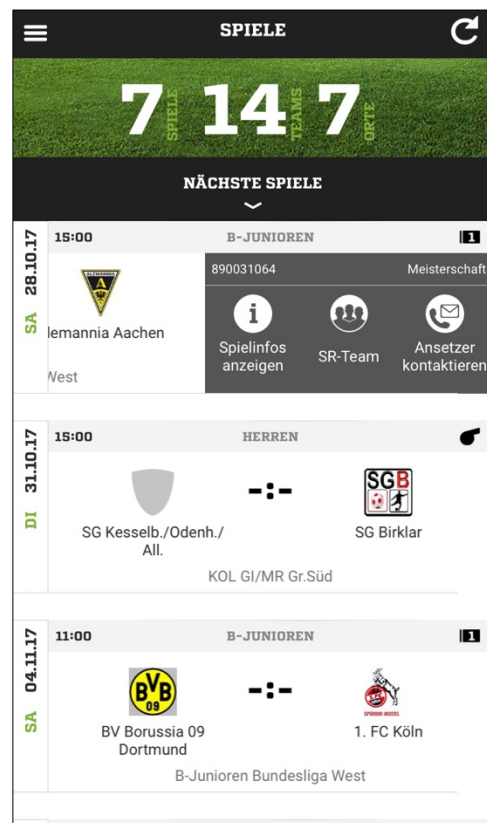 SPIELE
7 SPIELE 14 TEAMS 7 ORTE
NÄCHSTE SPIELE
SA 28.10.17
15:00 B-JUNIOREN 1
ALEMANNIA
890031064 Meisterschaft
i
lemannia Aachen
Spielinfos
anzeigen
SR-Team
Ansetzer
kontaktieren
West
DI 31.10.17
15:00 HERREN
-:-
SGB
SG Kesselb./Odenh./
All.
SG Birklar
KOL GI/MR Gr.Süd
SA 04.11.17
11:00 B-JUNIOREN 1
BVB
09
-:-
BV Borussia 09
Dortmund
1. FC Köln
B-Junioren Bundesliga West